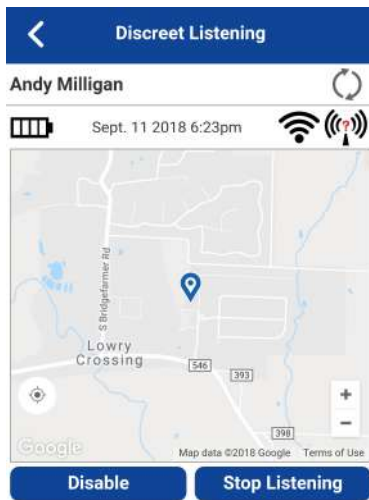 Discreet Listening
Andy Milligan
Sept. 11 2018 6:23pm
((?))
S Bridgefarmer Rd
Lowry
Crossing
546
393
+
−
398
Google
Map data ©2018 Google Terms of Use
Disable
Stop Listening